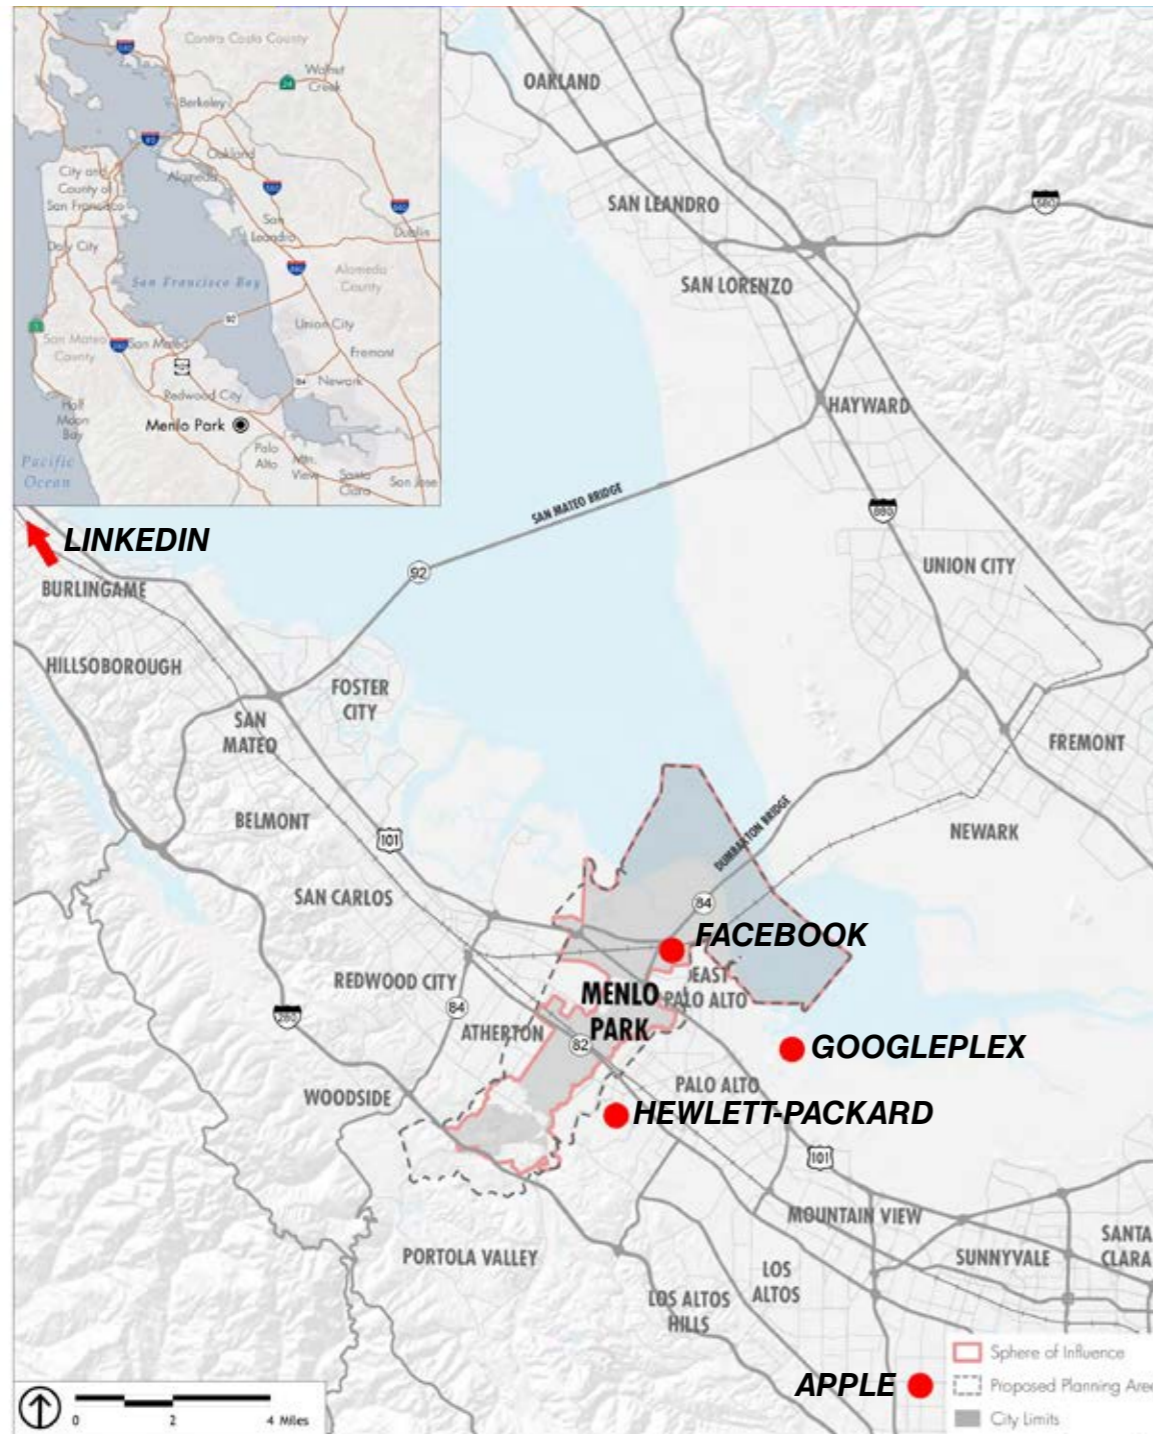 Contra Costa County
Walnut
Creek
24
Berkeley
Oakland
City and
County of
San Francisco
Alameda
San
Leandro
Dublin
Daly City
San Francisco Bay
Alameda
County
92
Union City
1
San Mateo
County
San Mateo
Fremont
84
Newark
Redwood City
Half
Moon
Bay
Menlo Park
Palo
Alto
Mtn.
View
Santa
Clara
San Jose
Pacific
Ocean
OAKLAND
SAN LEANDRO
580
SAN LORENZO
HAYWARD
SAN MATEO BRIDGE
880
LINKEDIN
92
UNION CITY
BURLINGAME
HILLSOBOROUGH
FOSTER
CITY
SAN
MATEO
FREMONT
BELMONT
101
DUMBARTON BRIDGE
NEWARK
SAN CARLOS
84
FACEBOOK
REDWOOD CITY
EAST
PALO ALTO
MENLO
PARK
84
280
ATHERTON
82
GOOGLEPLEX
WOODSIDE
PALO ALTO
HEWLETT-PACKARD
101
MOUNTAIN VIEW
SANTA
CLARA
SUNNYVALE
PORTOLA VALLEY
LOS
ALTOS
LOS ALTOS
HILLS
APPLE
Sphere of Influence
Proposed Planning Area
City Limits
0 2 4 Miles